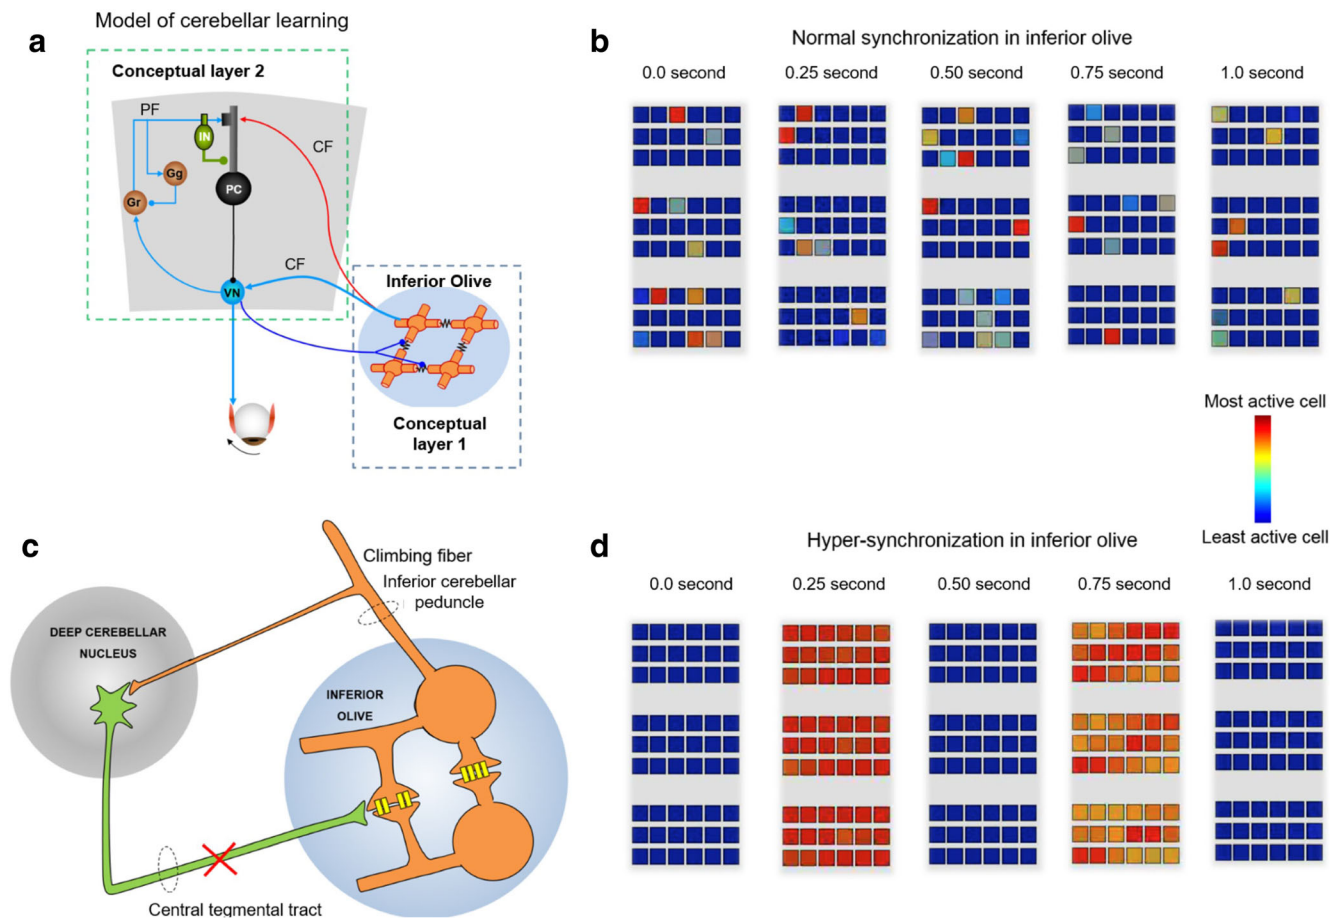 Model of cerebellar learning
a
Conceptual layer 2
PF
IN
CF
Gg
PC
Gr
CF
VN
Inferior Olive
Conceptual
layer 1
b
Normal synchronization in inferior olive
0.0 second
0.25 second
0.50 second
0.75 second
1.0 second
Most active cell
Least active cell
c
Climbing fiber
Inferior cerebellar
peduncle
DEEP CEREBELLAR
NUCLEUS
INFERIOR
OLIVE
Central tegmental tract
d
Hyper-synchronization in inferior olive
0.0 second
0.25 second
0.50 second
0.75 second
1.0 second